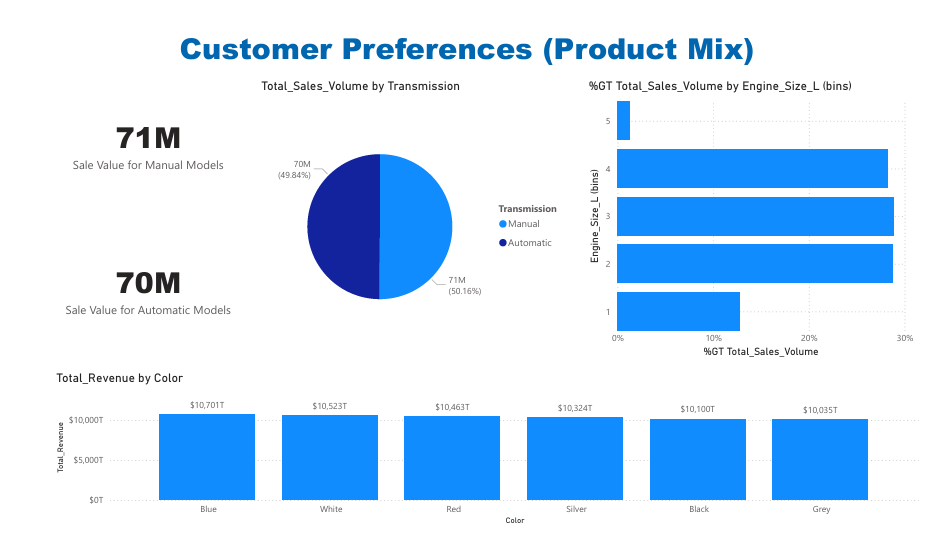 Customer Preferences (Product Mix)
71M
Sale Value for Manual Models
70M
Sale Value for Automatic Models
Total_Sales_Volume by Transmission
70M
(49.84%)
71M
(50.16%)
Transmission
Manual
Automatic
%GT Total_Sales_Volume by Engine_Size_L (bins)
Engine_Size_L (bins)
5
4
3
2
1
0%
10%
20%
30%
%GT Total_Sales_Volume
Total_Revenue by Color
Total_Revenue
$10,000T
$5,000T
$0T
$10,701T
$10,523T
$10,463T
$10,324T
$10,100T
$10,035T
Blue
White
Red
Silver
Black
Grey
Color